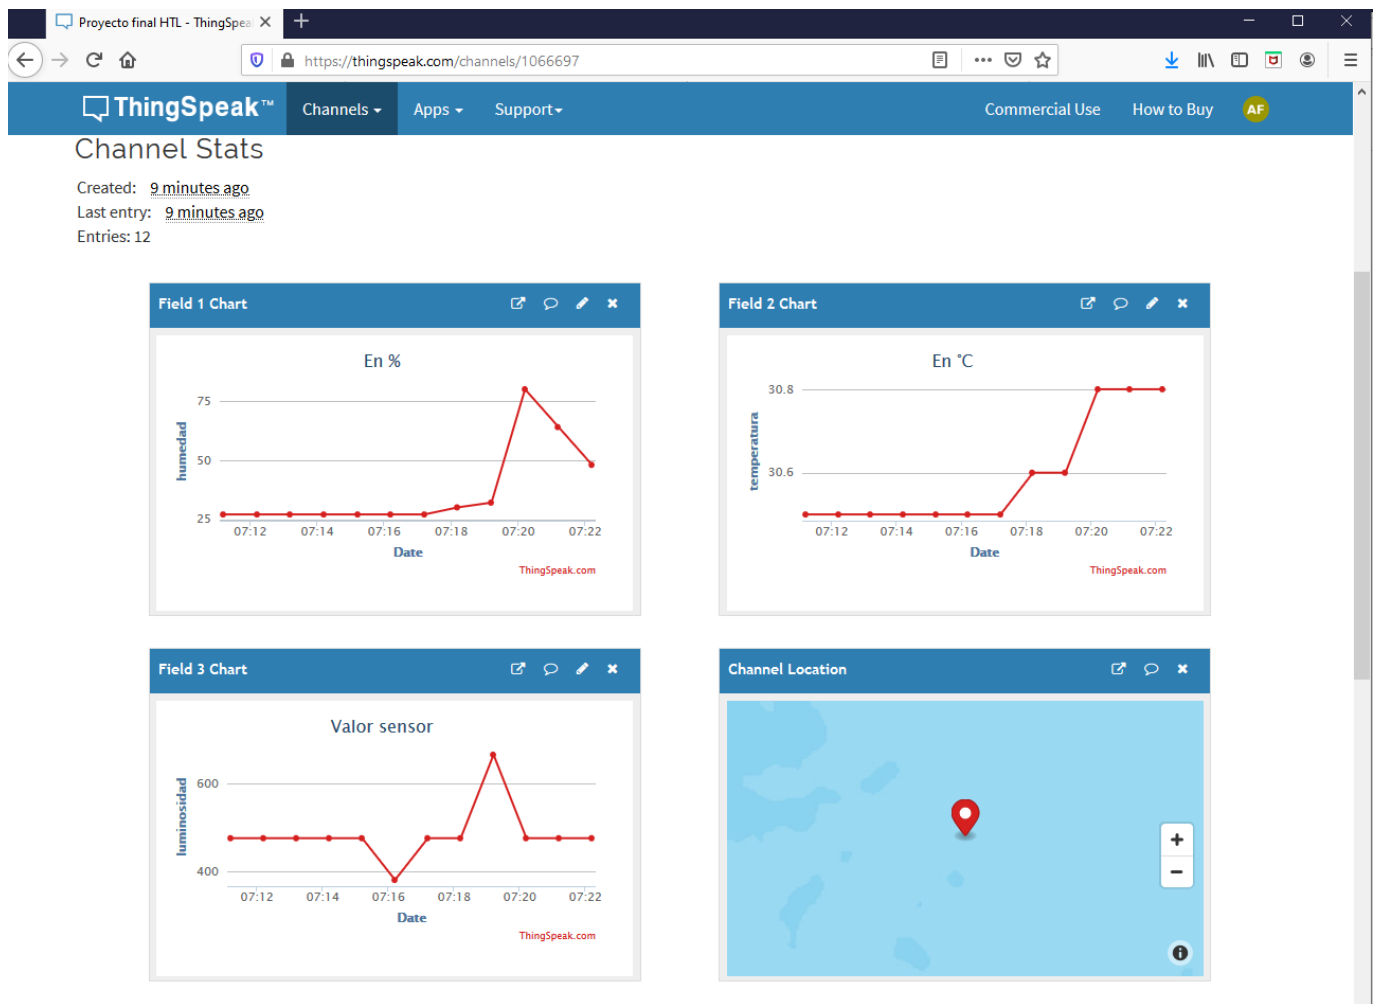 Proyecto final HTL - ThingSpea
https://thingspeak.com/channels/1066697
ThingSpeak™ Channels Apps Support Commercial Use How to Buy AF
Channel Stats
Created: 9 minutes ago
Last entry: 9 minutes ago
Entries: 12
Field 1 Chart
En %
humedad
75
50
25
07:12 07:14 07:16 07:18 07:20 07:22
Date
ThingSpeak.com
Field 2 Chart
En °C
temperatura
30.8
30.6
07:12 07:14 07:16 07:18 07:20 07:22
Date
ThingSpeak.com
Field 3 Chart
Valor sensor
luminosidad
600
400
07:12 07:14 07:16 07:18 07:20 07:22
Date
ThingSpeak.com
Channel Location
+
−